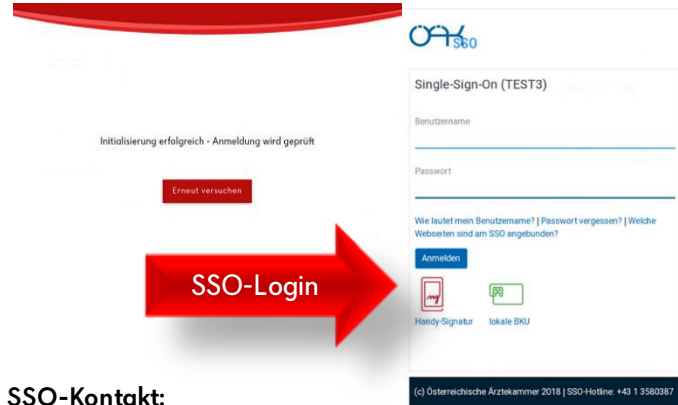 Initialisierung erfolgreich - Anmeldung wird geprüft
Erneut versuchen
SSO-Login
SSO-Kontakt:
ÖÄK SSO
Single-Sign-On (TEST3)
Benutzername
Passwort
Wie lautet mein Benutzername? | Passwort vergessen? | Welche
Webseiten sind am SSO angebunden?
Anmelden
Handy-Signatur lokale BKU
(c) Österreichische Ärztekammer 2018 | SSO-Hotline: +43 1 3580387